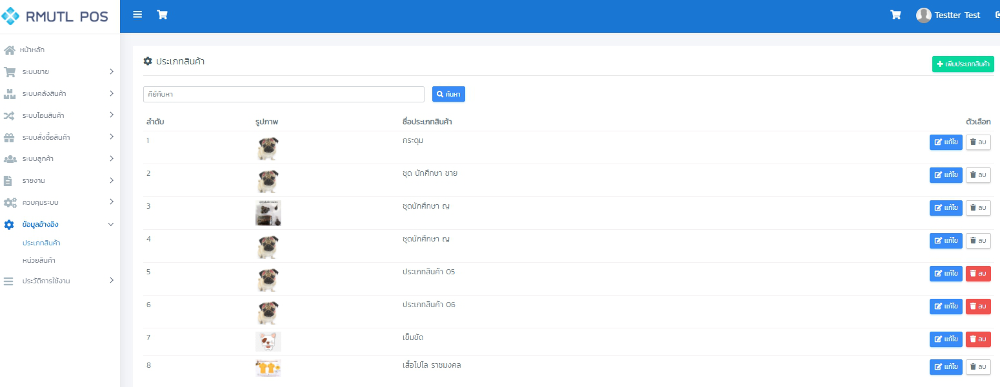 RMUTL POS
Testter Test
หน้าหลัก
ระบบขาย
ระบบคลังสินค้า
ระบบโอนสินค้า
ระบบสั่งซื้อสินค้า
ระบบลูกค้า
รายงาน
ควบคุมระบบ
ข้อมูลอ้างอิง
ประเภทสินค้า
หน่วยสินค้า
ประวัติการใช้งาน
ประเภทสินค้า
เพิ่มประเภทสินค้า
คีย์ค้นหา ค้นหา
ลำดับ รูปภาพ ชื่อประเภทสินค้า ตัวเลือก
1 กระดุม แก้ไข ลบ
2 ชุด นักศึกษา ชาย แก้ไข ลบ
3 ชุดนักศึกษา ญ แก้ไข ลบ
4 ชุดนักศึกษา ญ แก้ไข ลบ
5 ประเภทสินค้า 05 แก้ไข ลบ
6 ประเภทสินค้า 06 แก้ไข ลบ
7 เข็มขัด แก้ไข ลบ
8 เสื้อโปโล ราชมงคล แก้ไข ลบ